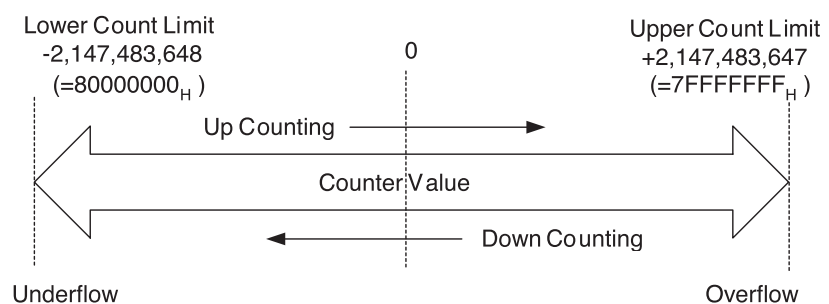 Lower Count Limit
-2,147,483,648
(=80000000H )
0
Upper Count Limit
+2,147,483,647
(=7FFFFFFFH )
Up Counting
Counter Value
Down Counting
Underflow
Overflow